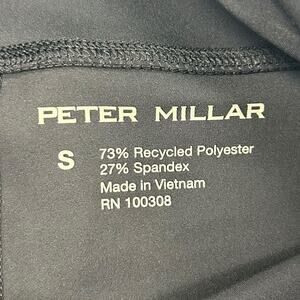 PETER MILLAR
S
73% Recycled Polyester
27% Spandex
Made in Vietnam
RN 100308